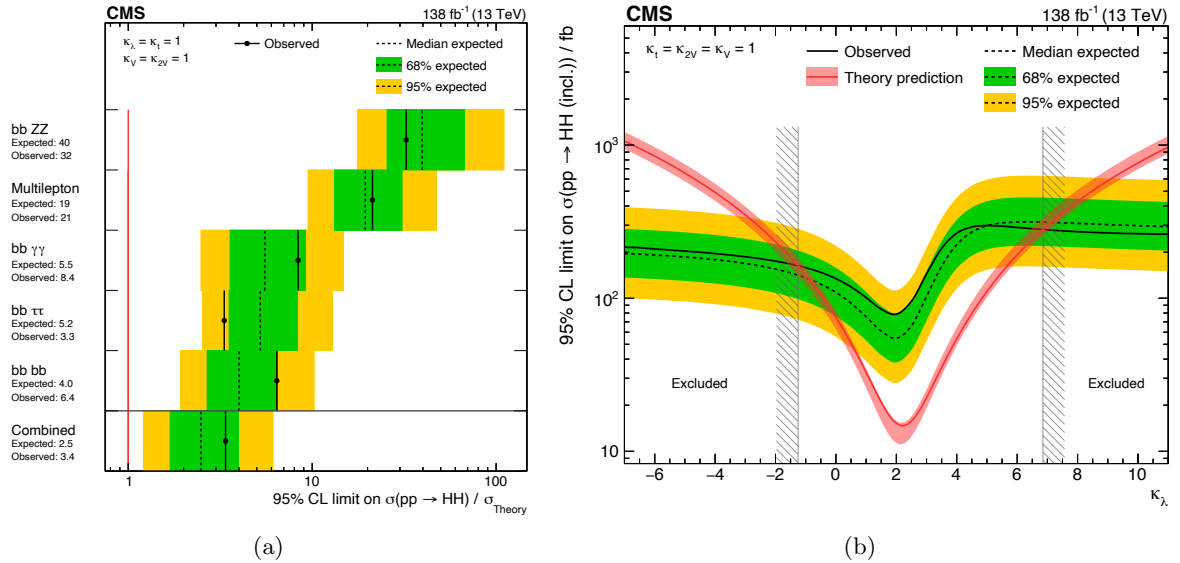 CMS
138 fb⁻¹ (13 TeV)
κλ = κt = 1
κV = κ2V = 1
Observed
Median expected
68% expected
95% expected
bb ZZ
Expected: 40
Observed: 32
Multilepton
Expected: 19
Observed: 21
bb γγ
Expected: 5.5
Observed: 8.4
bb ττ
Expected: 5.2
Observed: 3.3
bb bb
Expected: 4.0
Observed: 6.4
Combined
Expected: 2.5
Observed: 3.4
1 10 100
95% CL limit on σ(pp → HH) / σTheory
(a)
CMS
138 fb⁻¹ (13 TeV)
κt = κ2V = κV = 1
Observed
Theory prediction
Median expected
68% expected
95% expected
95% CL limit on σ(pp → HH (incl.)) / fb
10³
10²
10
Excluded
Excluded
−6 −4 −2 0 2 4 6 8 10
κλ
(b)